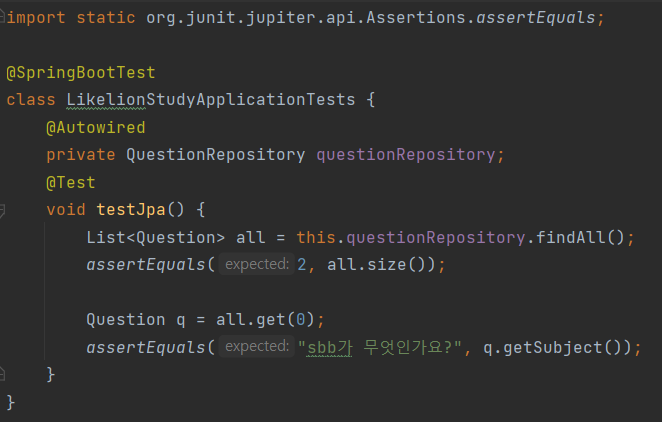 import static org.junit.jupiter.api.Assertions.assertEquals;
@SpringBootTest
class LikelionStudyApplicationTests {
@Autowired
private QuestionRepository questionRepository;
@Test
void testJpa() {
List<Question> all = this.questionRepository.findAll();
assertEquals( expected: 2, all.size());
Question q = all.get(0);
assertEquals( expected: "sbb가 무엇인가요?", q.getSubject());
}
}